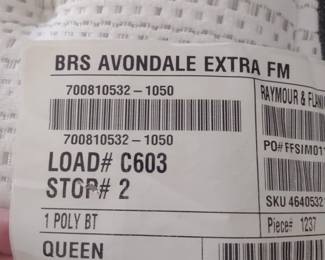 BRS AVONDALE EXTRA FM
700810532-1050
700810532-1050
LOAD# C603
STOP# 2
1 POLY BT
QUEEN
RAYMOUR & FLAN
PO# FFSIM01
SKU 4640532
Piece# 1237